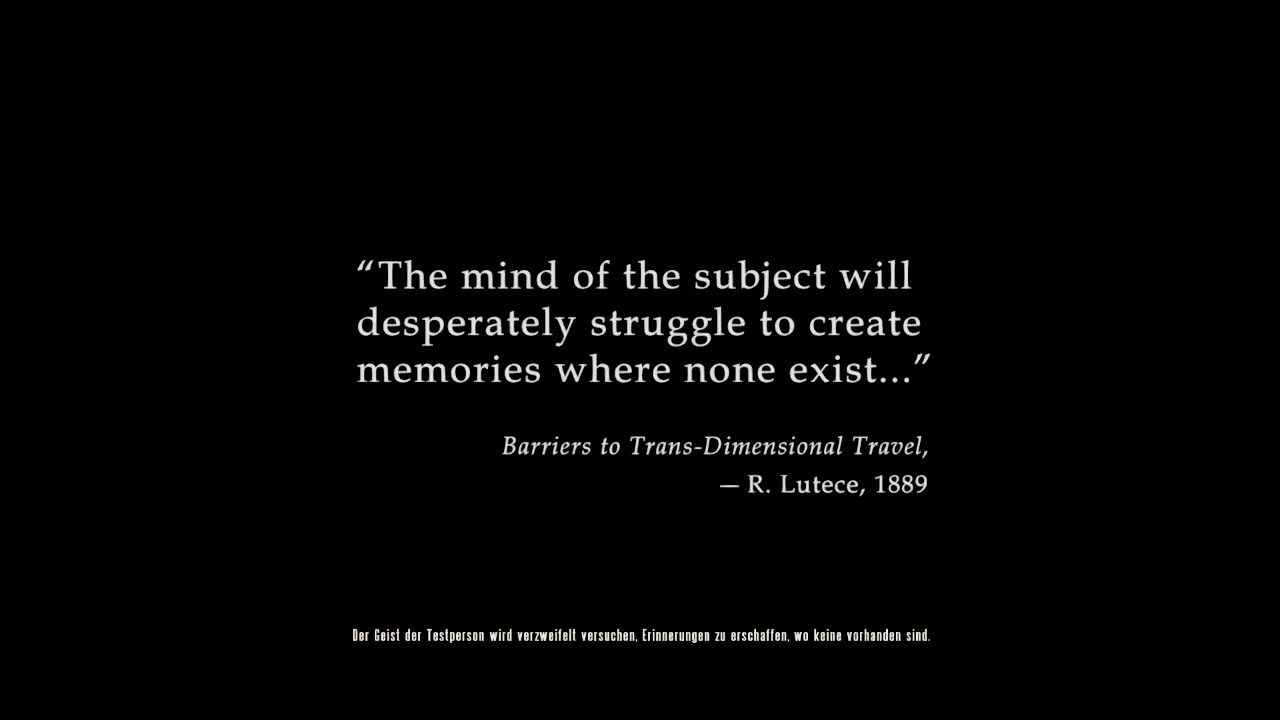 “The mind of the subject will
desperately struggle to create
memories where none exist...”
Barriers to Trans-Dimensional Travel,
— R. Lutece, 1889
Der Geist der Testperson wird verzweifelt versuchen, Erinnerungen zu erschaffen, wo keine vorhanden sind.